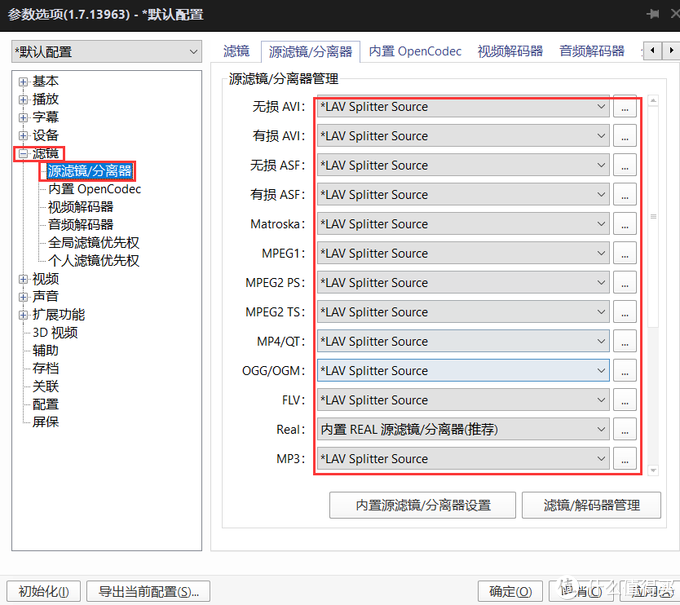 参数选项(1.7.13963) - *默认配置
*默认配置
滤镜 源滤镜/分离器 内置 OpenCodec 视频解码器 音频解码器
基本
播放
字幕
设备
滤镜
源滤镜/分离器
内置 OpenCodec
视频解码器
音频解码器
全局滤镜优先权
个人滤镜优先权
视频
声音
扩展功能
3D 视频
辅助
存档
关联
配置
屏保
源滤镜/分离器管理
无损 AVI: *LAV Splitter Source ...
有损 AVI: *LAV Splitter Source ...
无损 ASF: *LAV Splitter Source ...
有损 ASF: *LAV Splitter Source ...
Matroska: *LAV Splitter Source ...
MPEG1: *LAV Splitter Source ...
MPEG2 PS: *LAV Splitter Source ...
MPEG2 TS: *LAV Splitter Source ...
MP4/QT: *LAV Splitter Source ...
OGG/OGM: *LAV Splitter Source ...
FLV: *LAV Splitter Source ...
Real: 内置 REAL 源滤镜/分离器(推荐) ...
MP3: *LAV Splitter Source ...
内置源滤镜/分离器设置 滤镜/解码器管理
初始化(I) 导出当前配置(S)... 确定(O) 取消(C) 应用(A)
值 什么值得买